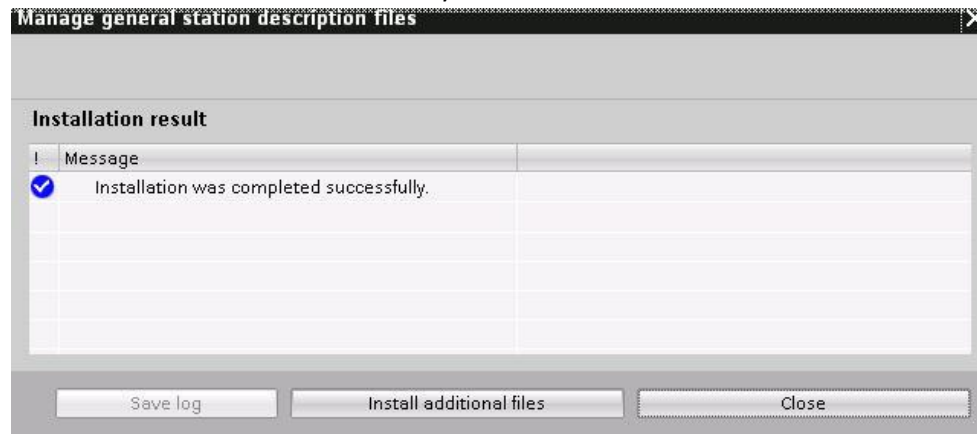 Manage general station description files
Installation result
! Message
Installation was completed successfully.
Save log Install additional files Close